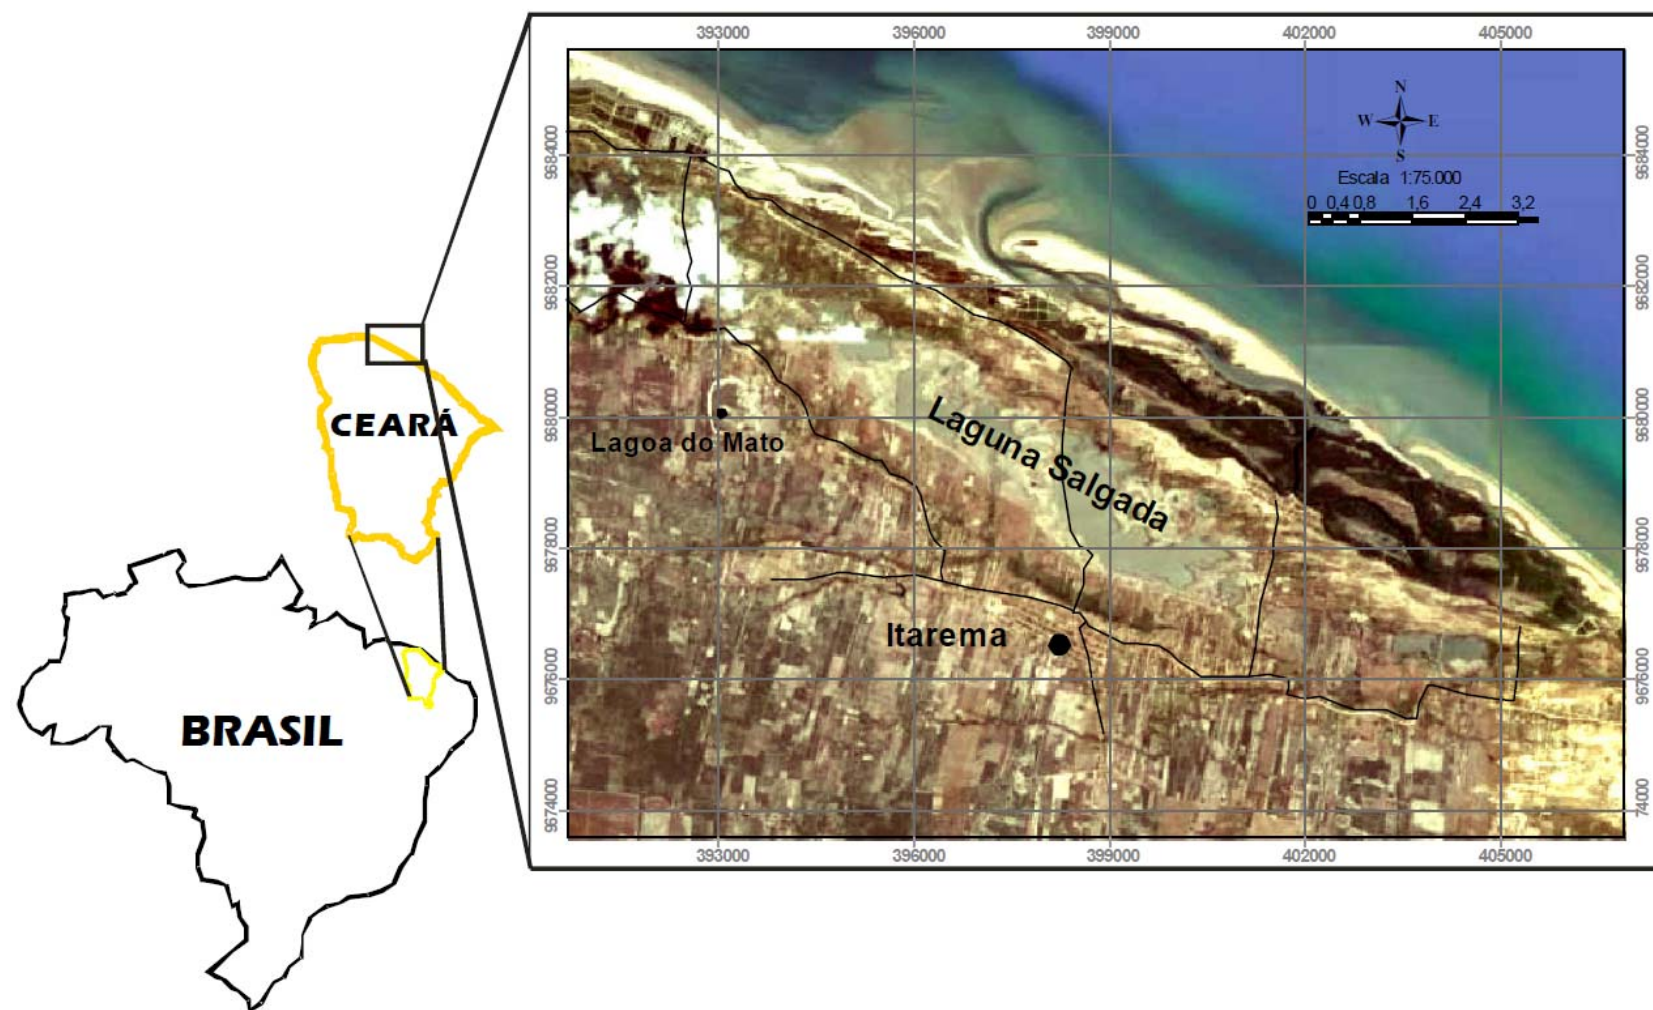 393000 396000 399000 402000 405000
N
W E
S
Escala 1:75.000
0 0,4 0,8 1,6 2,4 3,2
9684000 9684000
9682000 9682000
CEARÁ
9680000 9680000
Lagoa do Mato
Laguna Salgada
9678000 9678000
Itarema
9676000 9676000
BRASIL
9674000 74000
393000 396000 399000 402000 405000